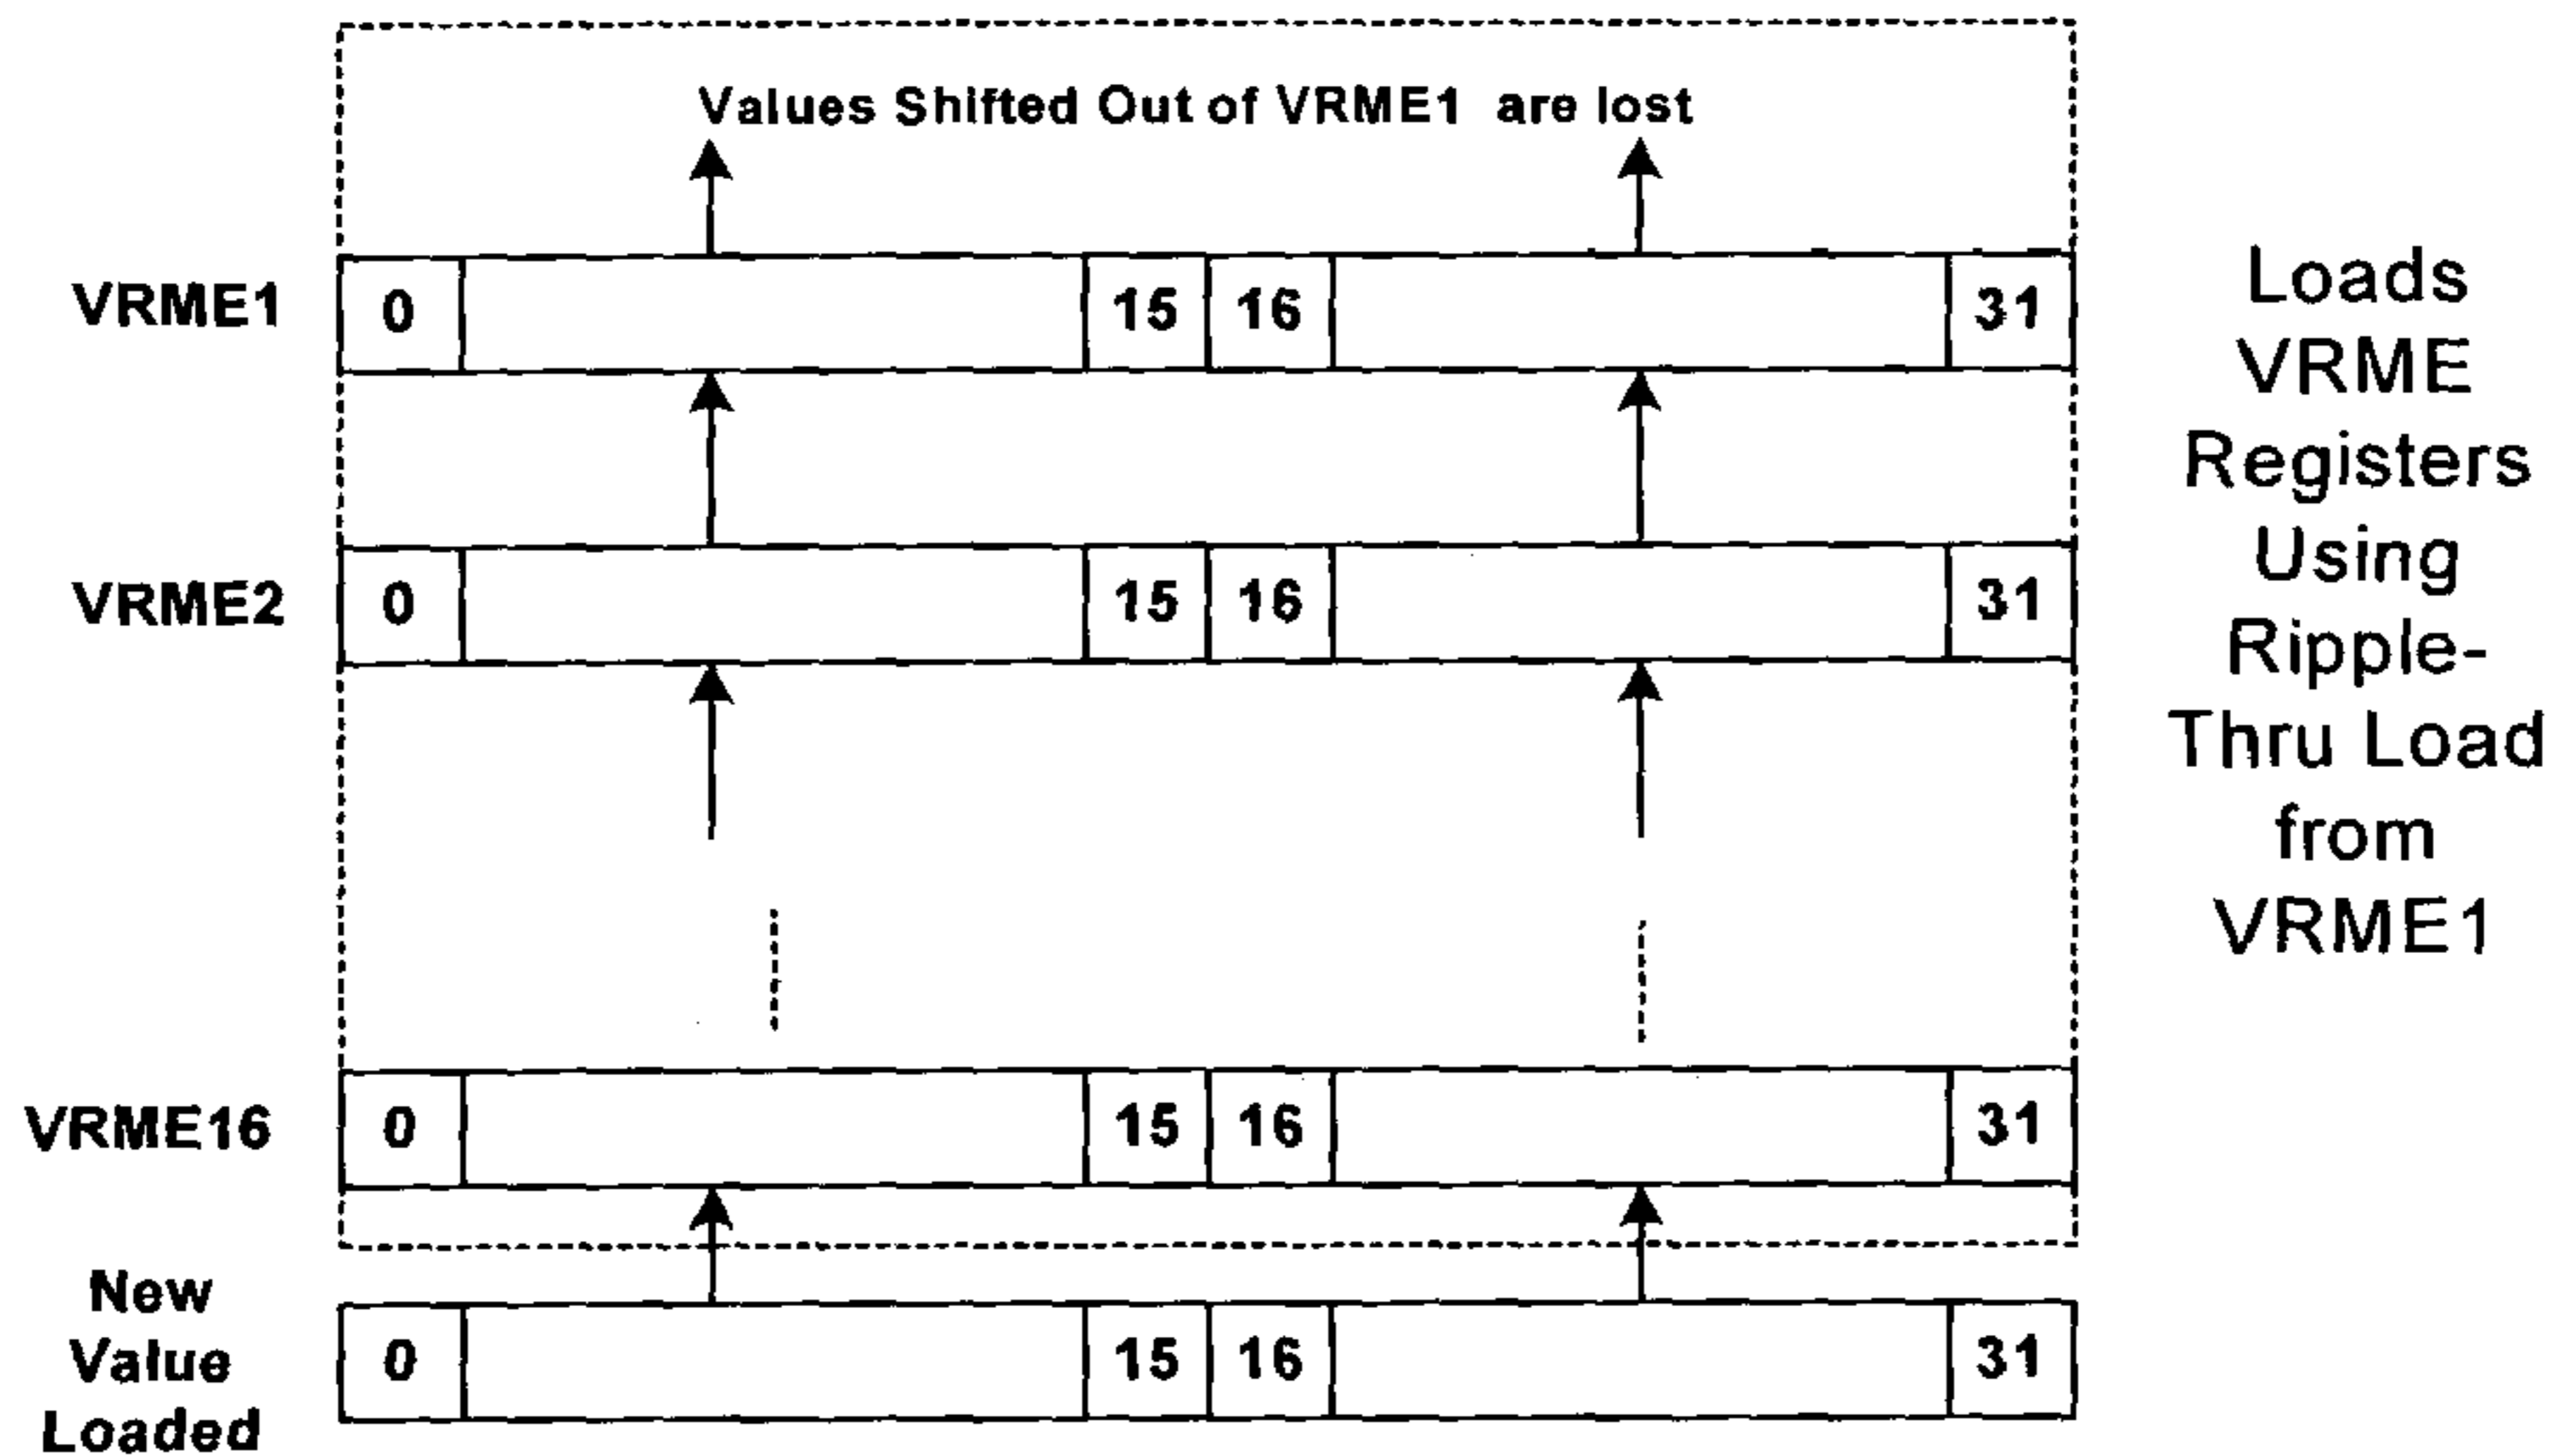 Values Shifted Out of VRME1 are lost
VRME1
0
15
16
31
VRME2
0
15
16
31
VRME16
0
15
16
31
New
Value
Loaded
0
15
16
31
Loads
VRME
Registers
Using
Ripple-
Thru Load
from
VRME1